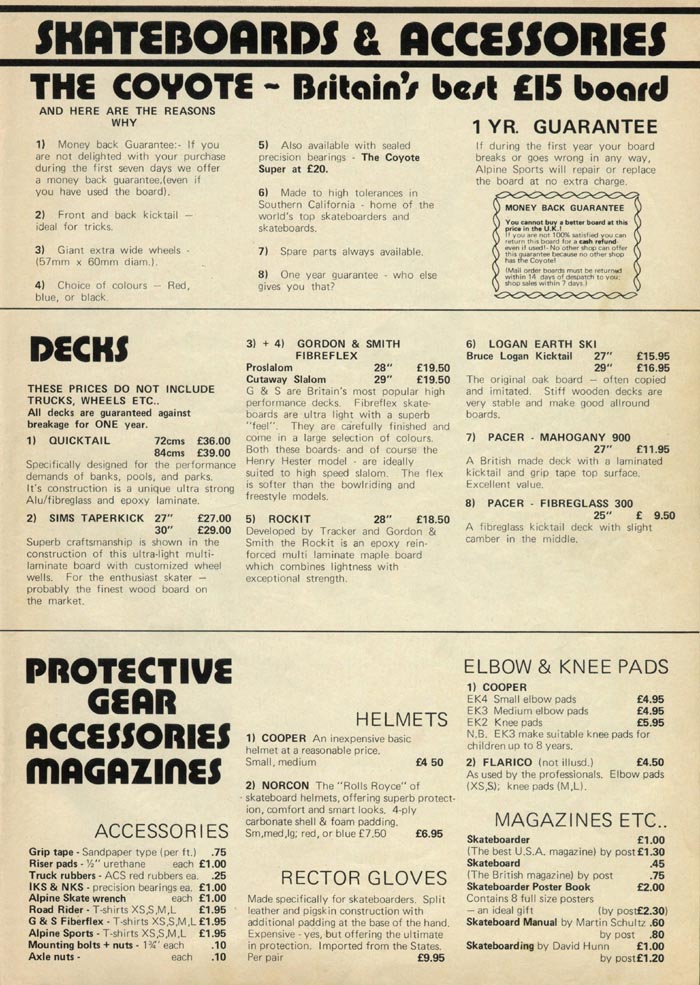 SKATEBOARDS & ACCESSORIES
THE COYOTE ~ Britain's best £15 board
AND HERE ARE THE REASONS
WHY
1) Money back Guarantee:- If you
are not delighted with your purchase
during the first seven days we offer
a money back guarantee,(even if
you have used the board).
2) Front and back kicktail —
ideal for tricks.
3) Giant extra wide wheels -
(57mm x 60mm diam.).
4) Choice of colours — Red,
blue, or black.
5) Also available with sealed
precision bearings - The Coyote
Super at £20.
6) Made to high tolerances in
Southern California - home of the
world's top skateboarders and
skateboards.
7) Spare parts always available.
8) One year guarantee - who else
gives you that?
1 YR. GUARANTEE
If during the first year your board
breaks or goes wrong in any way,
Alpine Sports will repair or replace
the board at no extra charge.
MONEY BACK GUARANTEE
You cannot buy a better board at this
price in the U.K.!
If you are not 100% satisfied you can
return this board for a cash refund-
even if used!- No other shop can offer
this guarantee because no other shop
has the Coyote!
(Mail order boards must be returned
within 14 days of despatch to you;
shop sales within 7 days.)
DECKS
THESE PRICES DO NOT INCLUDE
TRUCKS, WHEELS ETC..
All decks are guaranteed against
breakage for ONE year.
1) QUICKTAIL 72cms £36.00
84cms £39.00
Specifically designed for the performance
demands of banks, pools, and parks.
It's construction is a unique ultra strong
Alu/fibreglass and epoxy laminate.
2) SIMS TAPERKICK 27" £27.00
30" £29.00
Superb craftsmanship is shown in the
construction of this ultra-light multi-
laminate board with customized wheel
wells. For the enthusiast skater —
probably the finest wood board on
the market.
3) + 4) GORDON & SMITH
FIBREFLEX
Proslalom 28" £19.50
Cutaway Slalom 29" £19.50
G & S are Britain's most popular high
performance decks. Fibreflex skate-
boards are ultra light with a superb
"feel". They are carefully finished and
come in a large selection of colours.
Both these boards- and of course the
Henry Hester model - are ideally
suited to high speed slalom. The flex
is softer than the bowlriding and
freestyle models.
5) ROCKIT 28" £18.50
Developed by Tracker and Gordon &
Smith the Rockit is an epoxy rein-
forced multi laminate maple board
which combines lightness with
exceptional strength.
6) LOGAN EARTH SKI
Bruce Logan Kicktail 27" £15.95
29" £16.95
The original oak board — often copied
and imitated. Stiff wooden decks are
very stable and make good allround
boards.
7) PACER - MAHOGANY 900
27" £11.95
A British made deck with a laminated
kicktail and grip tape top surface.
Excellent value.
8) PACER - FIBREGLASS 300
25" £ 9.50
A fibreglass kicktail deck with slight
camber in the middle.
PROTECTIVE
GEAR
ACCESSORIES
MAGAZINES
ACCESSORIES
Grip tape - Sandpaper type (per ft.) .75
Riser pads - ½" urethane each £1.00
Truck rubbers - ACS red rubbers ea. .25
IKS & NKS - precision bearings ea. £1.00
Alpine Skate wrench each £1.00
Road Rider - T-shirts XS,S,M,L £1.95
G & S Fiberflex - T-shirts XS,S,M,L £1.95
Alpine Sports - T-shirts XS,S,M,L £1.95
Mounting bolts + nuts - 1¾' each .10
Axle nuts - each .10
HELMETS
1) COOPER An inexpensive basic
helmet at a reasonable price.
Small, medium £4 50
2) NORCON The "Rolls Royce" of
skateboard helmets, offering superb protect-
ion, comfort and smart looks. 4-ply
carbonate shell & foam padding.
Sm,med,lg; red, or blue £7,50 £6.95
RECTOR GLOVES
Made specifically for skateboarders. Split
leather and pigskin construction with
additional padding at the base of the hand.
Expensive - yes, but offering the ultimate
in protection. Imported from the States.
Per pair £9.95
ELBOW & KNEE PADS
1) COOPER
EK4 Small elbow pads £4.95
EK3 Medium elbow pads £4.95
EK2 Knee pads £5.95
N.B. EK3 make suitable knee pads for
children up to 8 years.
2) FLARICO (not illusd.) £4.50
As used by the professionals. Elbow pads
(XS,S); knee pads (M,L).
MAGAZINES ETC..
Skateboarder £1.00
(The best U.S.A. magazine) by post £1.30
Skateboard .45
(The British magazine) by post .75
Skateboarder Poster Book £2.00
Contains 8 full size posters
— an ideal gift (by post£2.30)
Skateboard Manual by Martin Schultz .60
by post .80
Skateboarding by David Hunn £1.00
by post£1.20